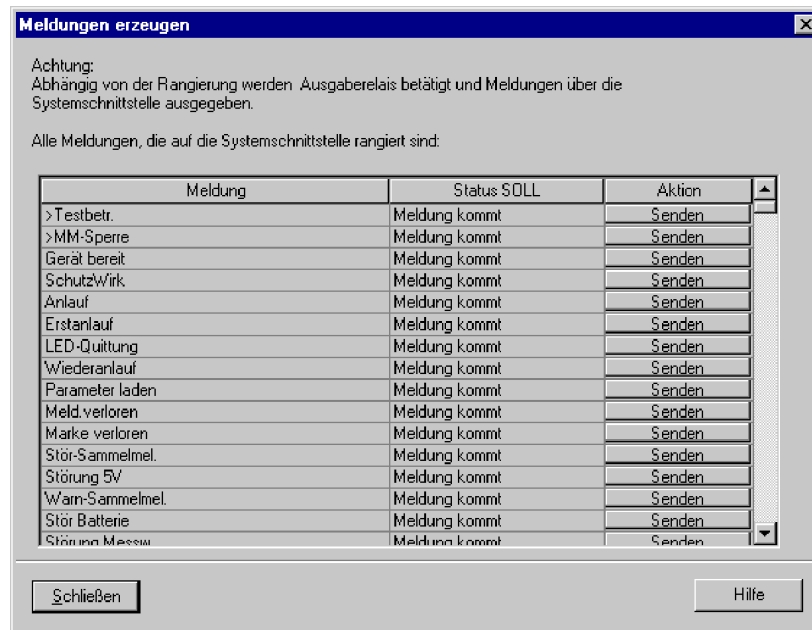 Meldungen erzeugen
Achtung:
Abhängig von der Rangierung werden Ausgaberelais betätigt und Meldungen über die
Systemschnittstelle ausgegeben.
Alle Meldungen, die auf die Systemschnittstelle rangiert sind:
Meldung Status SOLL Aktion
>Testbetr. Meldung kommt Senden
>MM-Sperre Meldung kommt Senden
Gerät bereit Meldung kommt Senden
SchutzWirk Meldung kommt Senden
Anlauf Meldung kommt Senden
Erstanlauf Meldung kommt Senden
LED-Quittung Meldung kommt Senden
Wiederanlauf Meldung kommt Senden
Parameter laden Meldung kommt Senden
Meld.verloren Meldung kommt Senden
Marke verloren Meldung kommt Senden
Stör-Sammelmel. Meldung kommt Senden
Störung 5V Meldung kommt Senden
Warn-Sammelmel. Meldung kommt Senden
Stör Batterie Meldung kommt Senden
Störung Messw. Meldung kommt Senden
Schließen Hilfe